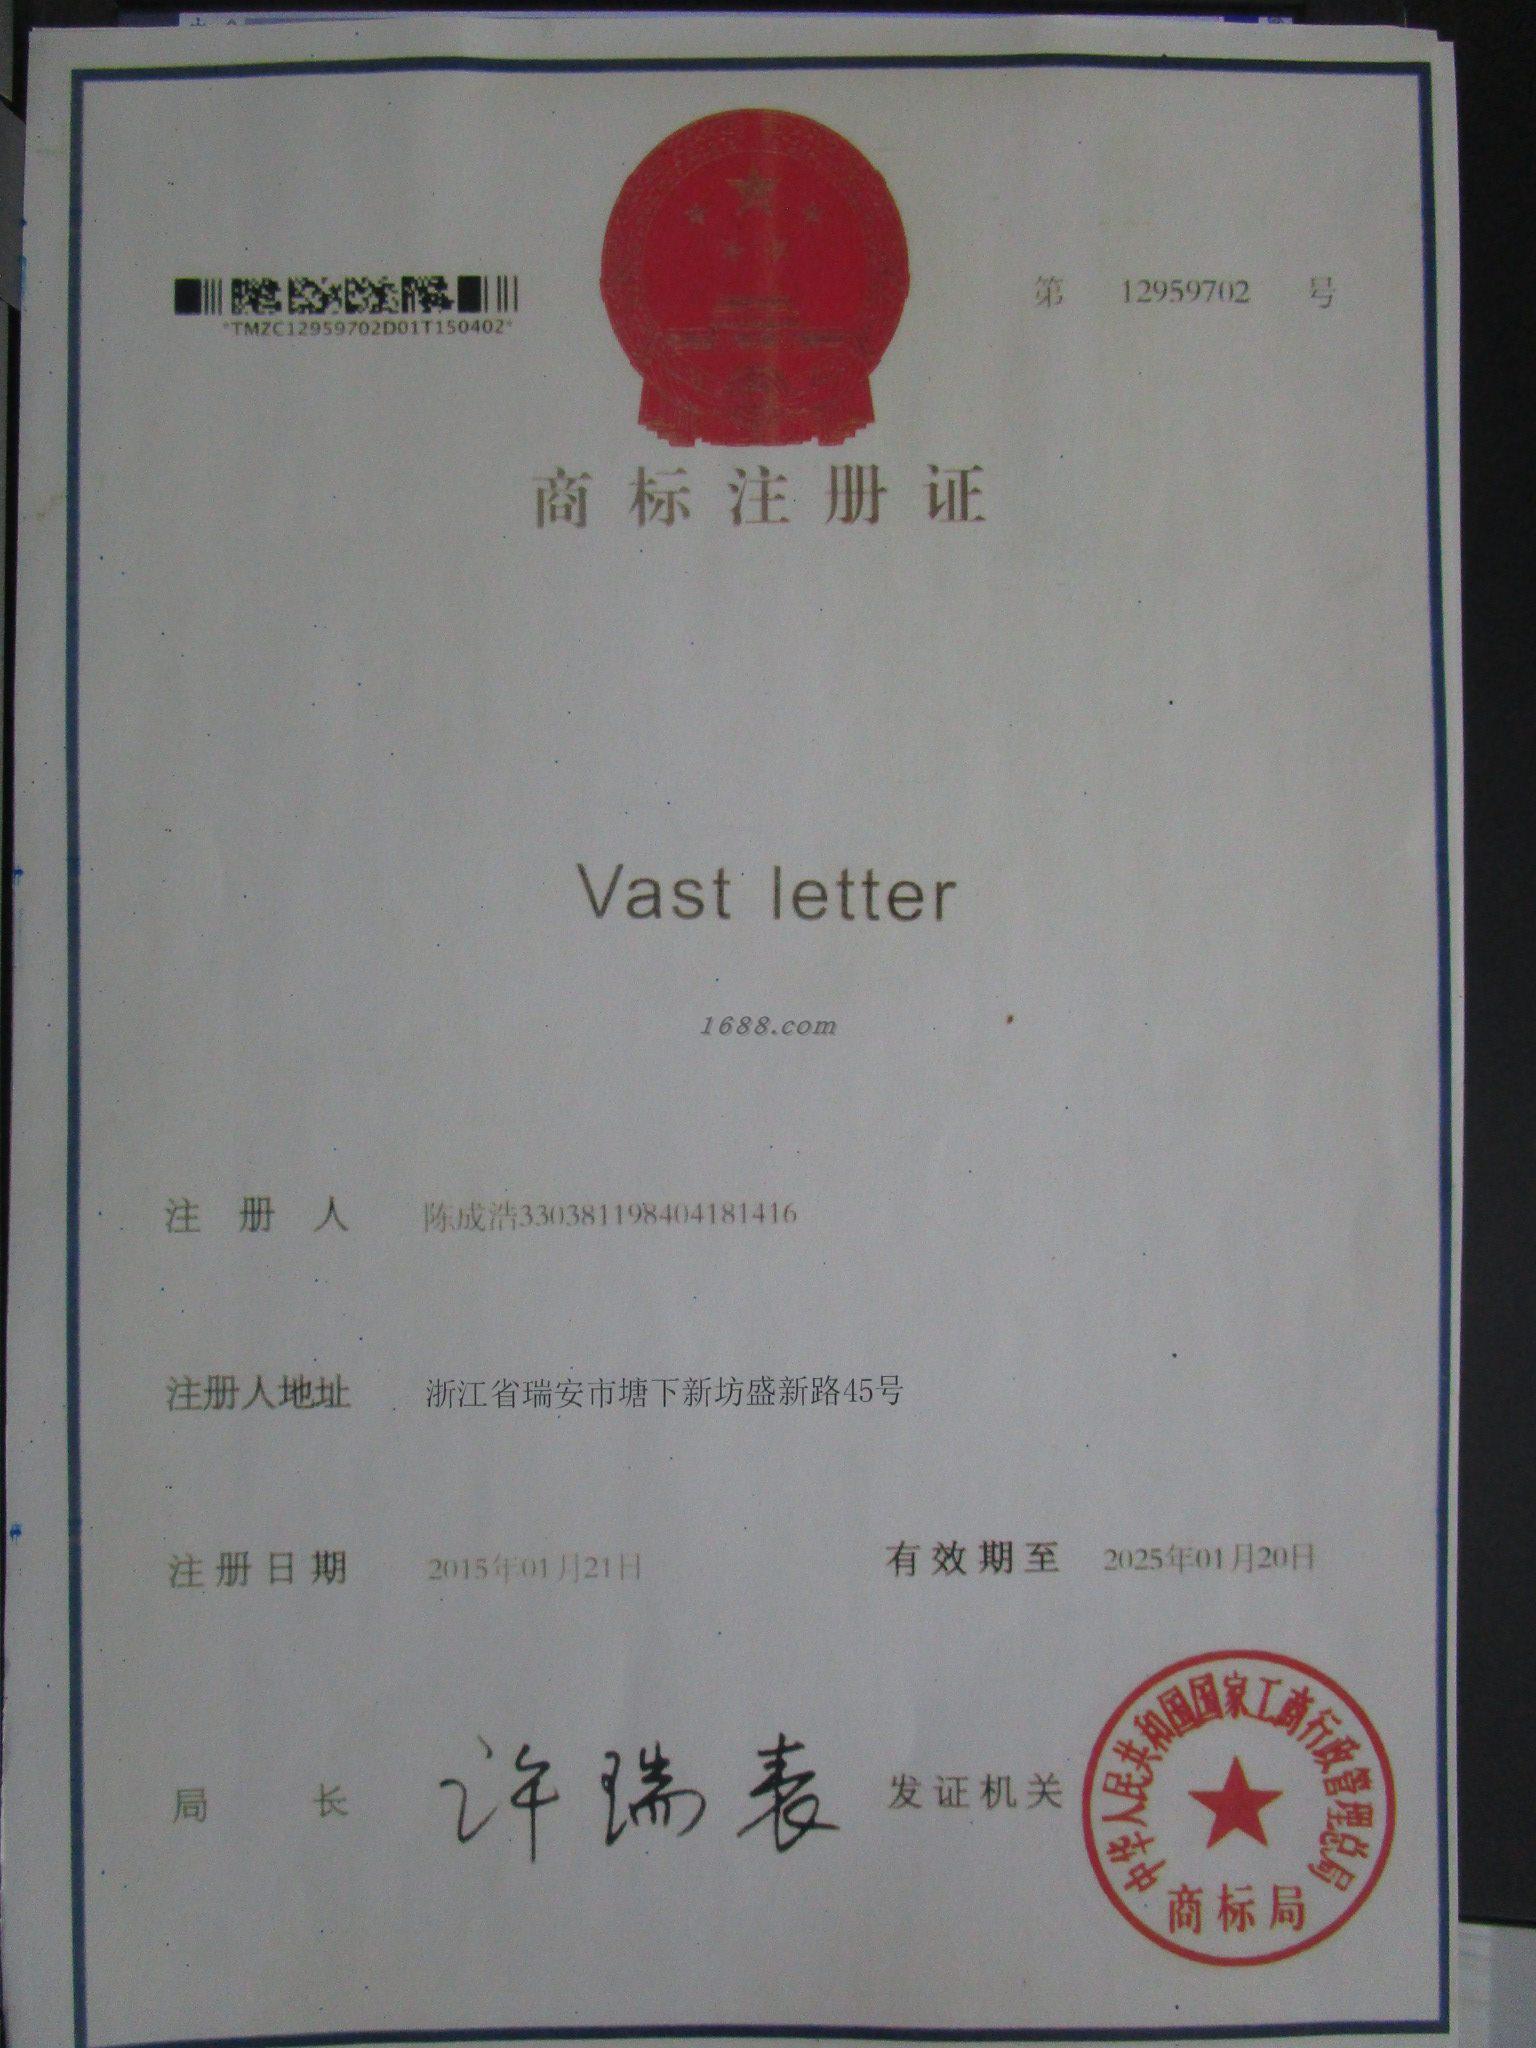 第 12959702 号
*TMZC12959702D01T150402*
商标注册证
Vast letter
1688.com
注册人 陈成浩330381198404181416
注册人地址 浙江省瑞安市塘下新坊盛新路45号
注册日期 2015年01月21日 有效期至 2025年01月20日
局长 许瑞表 发证机关
中华人民共和国国家工商行政管理总局
商标局